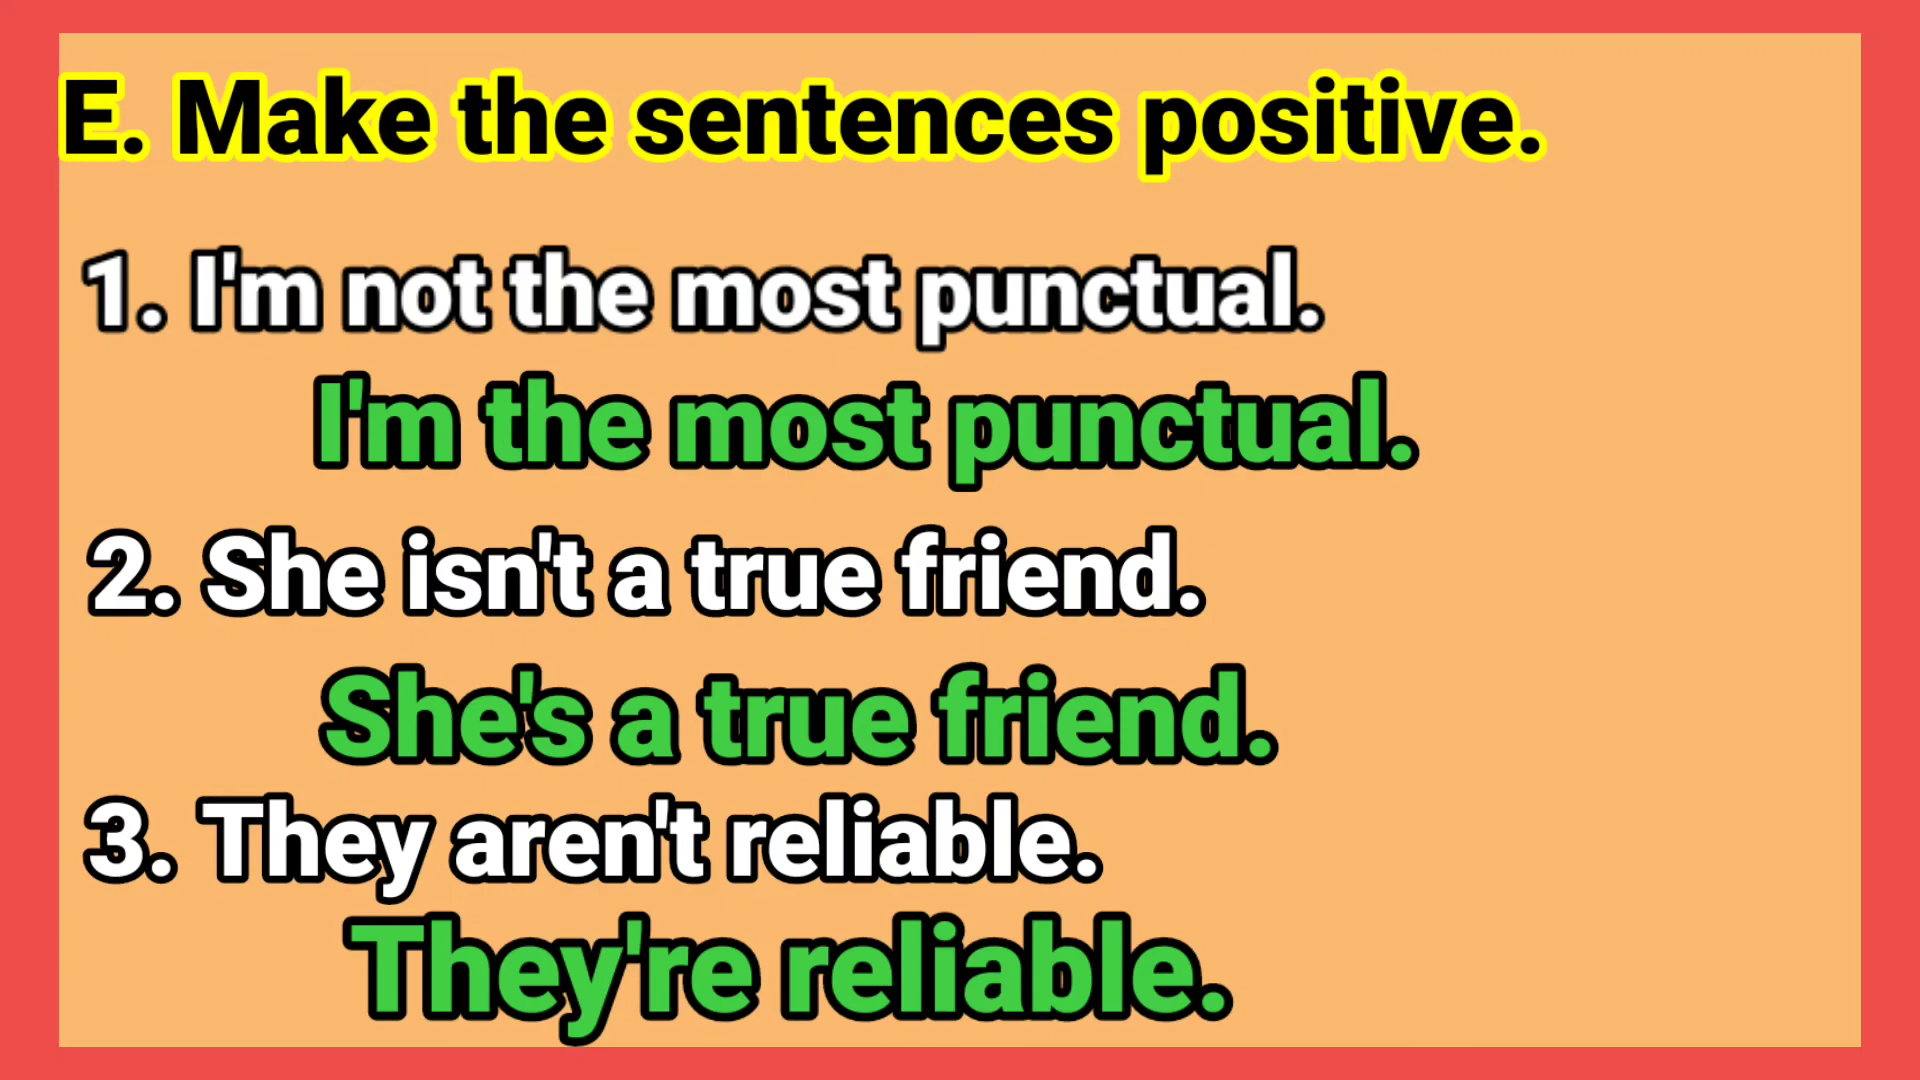 E. Make the sentences positive.
1. I'm not the most punctual.
I'm the most punctual.
2. She isn't a true friend.
She's a true friend.
3. They aren't reliable.
They're reliable.